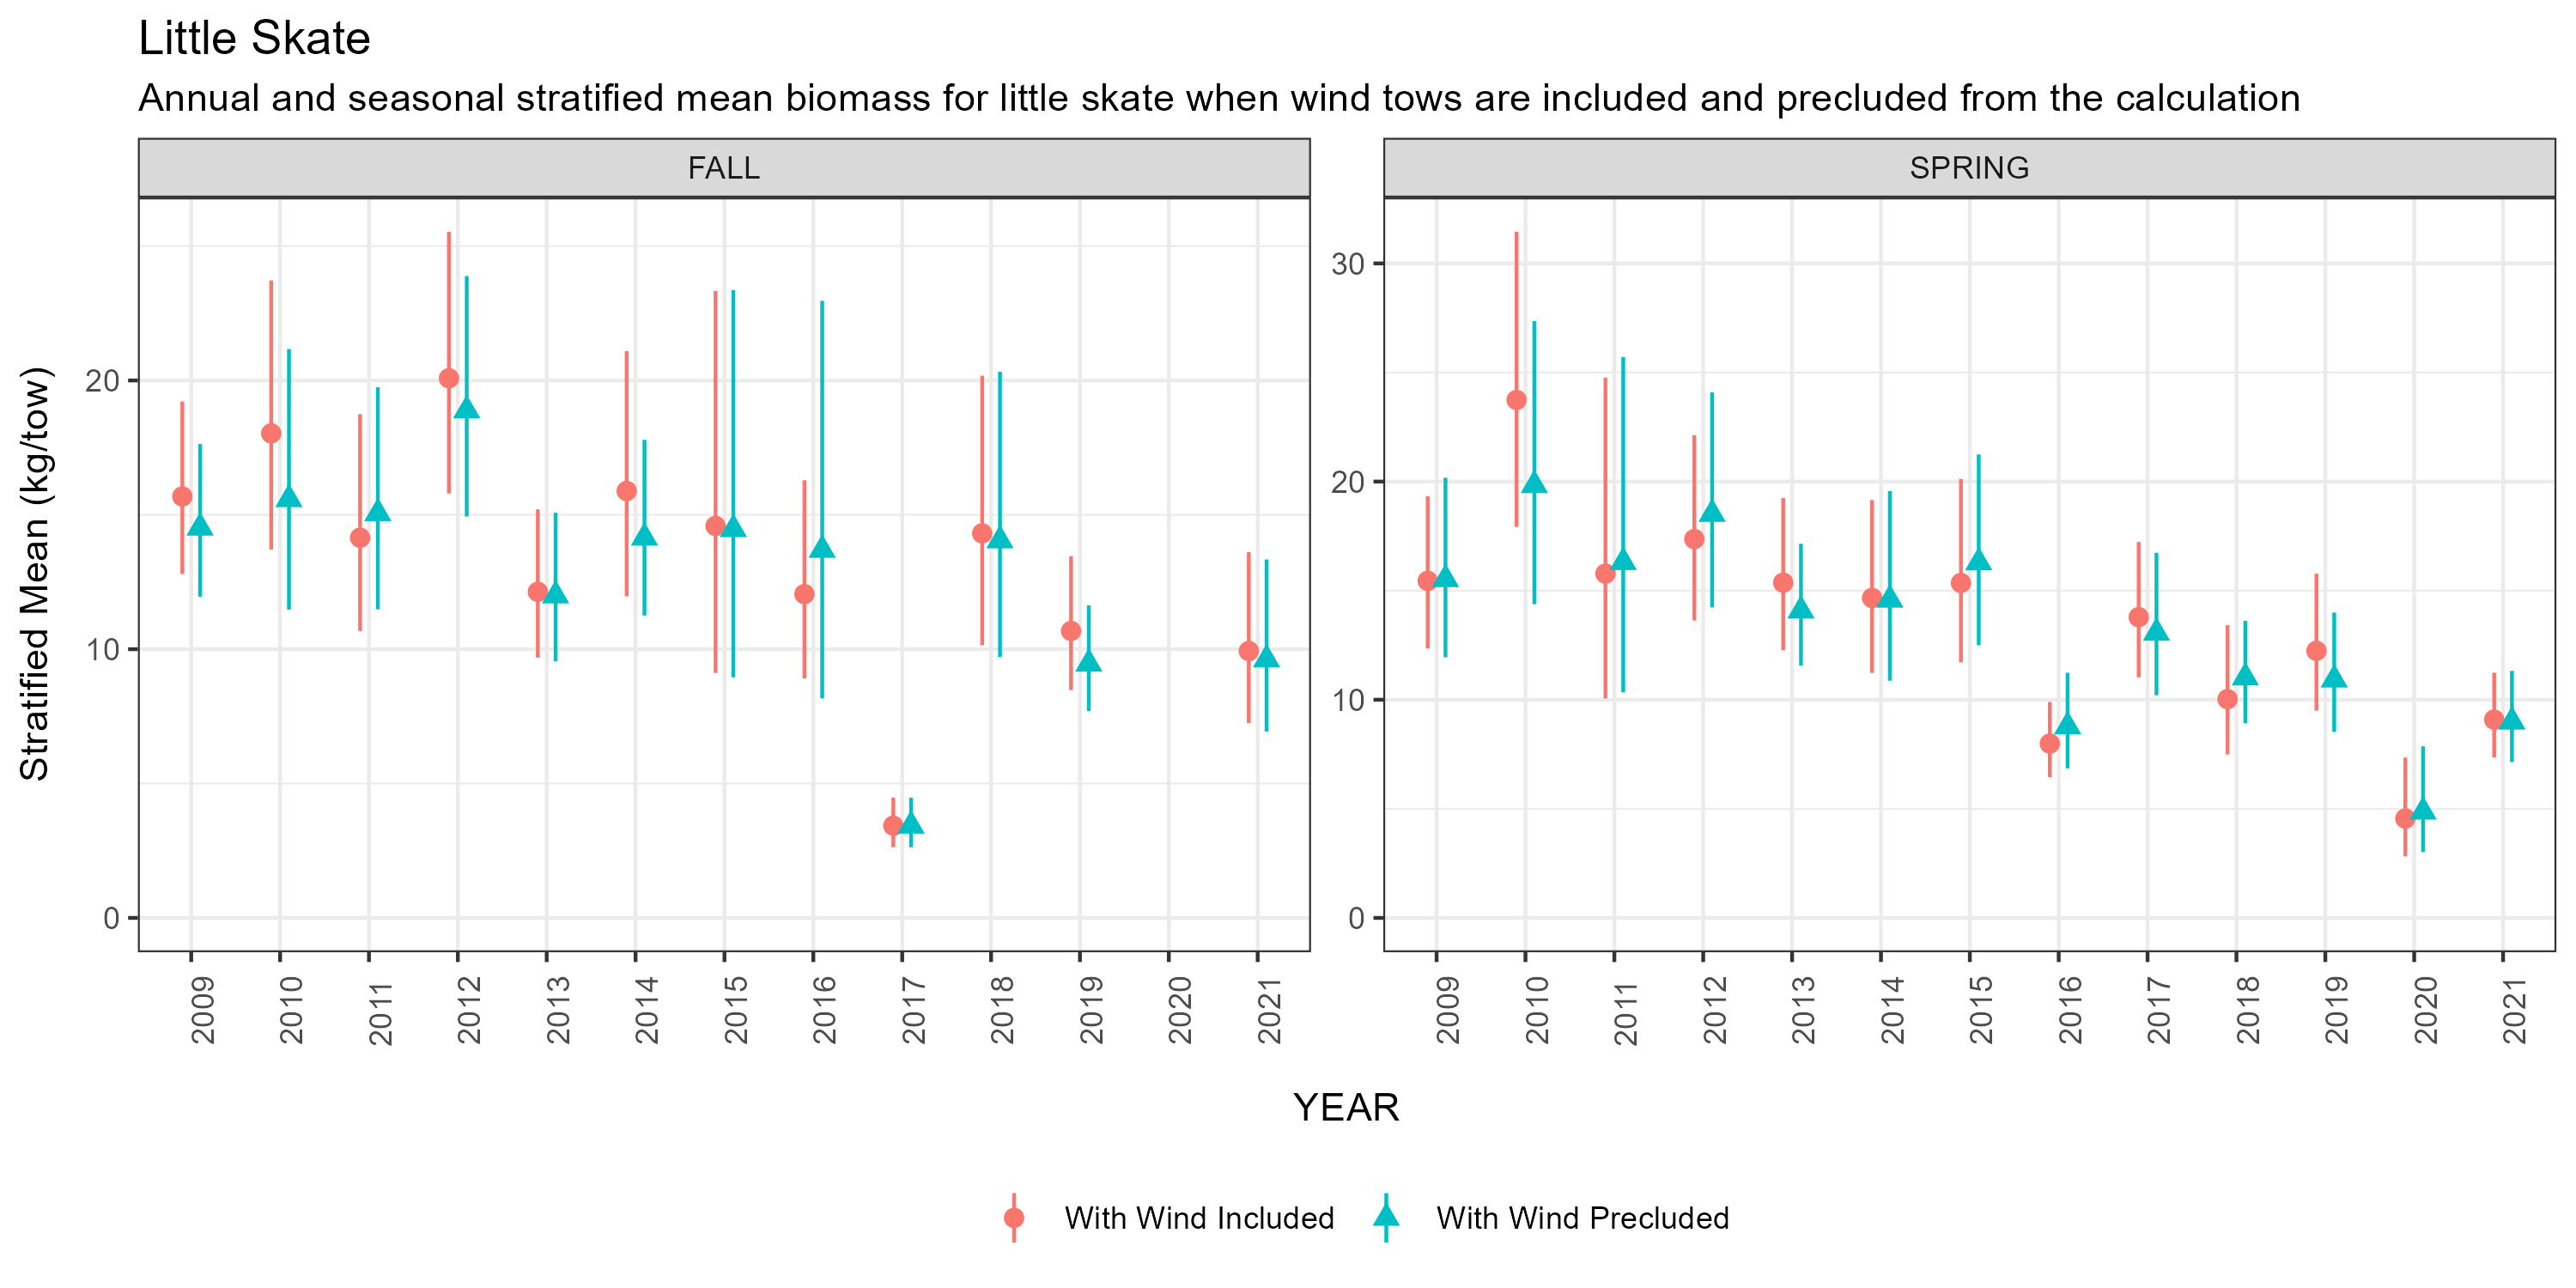 Little Skate
Annual and seasonal stratified mean biomass for little skate when wind tows are included and precluded from the calculation
FALL
SPRING
Stratified Mean (kg/tow)
20
10
0
30
20
10
0
2009 2010 2011 2012 2013 2014 2015 2016 2017 2018 2019 2020 2021
2009 2010 2011 2012 2013 2014 2015 2016 2017 2018 2019 2020 2021
YEAR
With Wind Included
With Wind Precluded